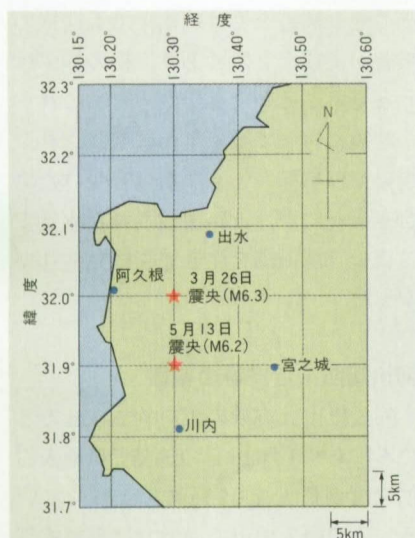 経 度
130.15° 130.20° 130.30° 130.40° 130.50° 130.60°
32.3°
N
32.2°
32.1°
出水
阿久根
3月26日
震央(M6.3)
緯 度
32.0°
5月13日
震央(M6.2)
31.9°
宮之城
31.8°
川内
5km
31.7°
5km